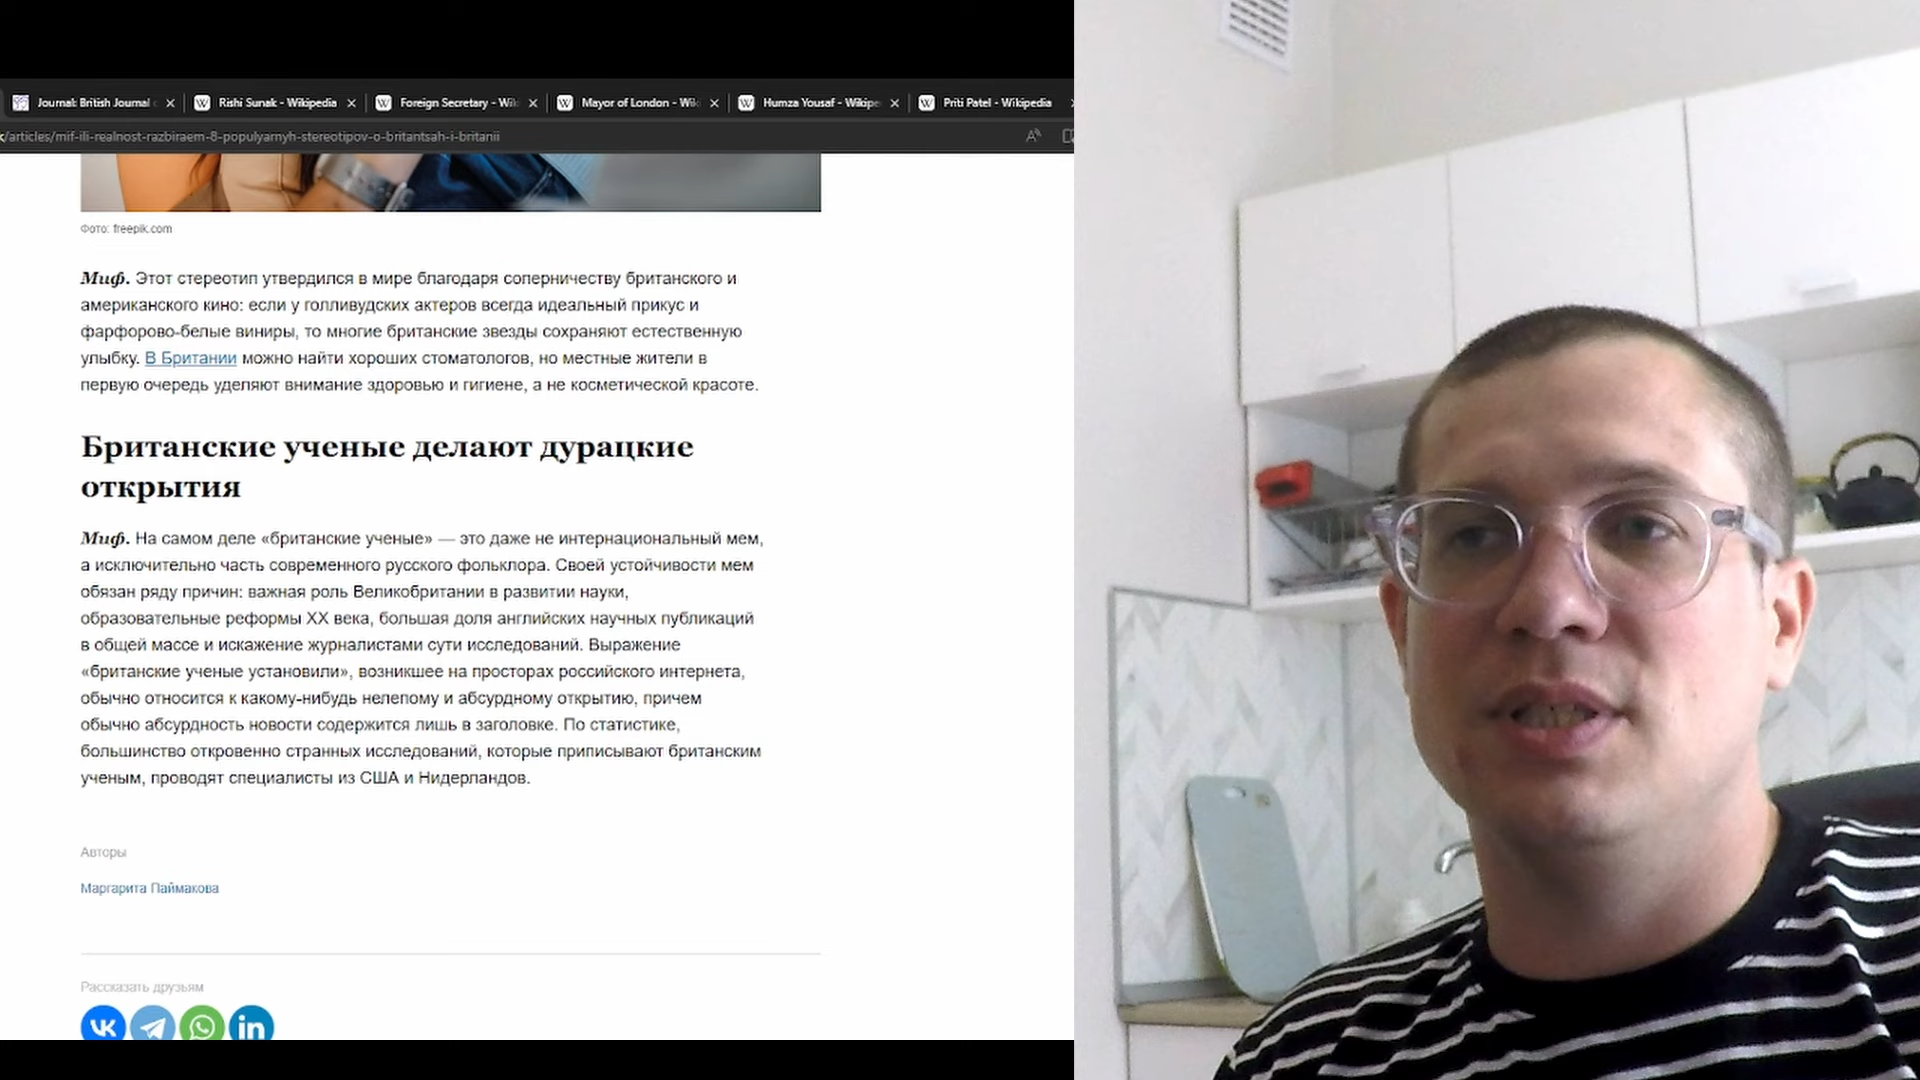 Journal: British Journal
Rishi Sunak - Wikipedia
Foreign Secretary - Wi
Mayor of London - Wi
Humza Yousaf - Wikipe
Priti Patel - Wikipedia
/articles/mif-ili-realnost-razbiraem-8-populyarnyh-stereotipov-o-britantsah-i-britanii
Фото: freepik.com
Миф. Этот стереотип утвердился в мире благодаря соперничеству британского и
американского кино: если у голливудских актеров всегда идеальный прикус и
фарфорово-белые виниры, то многие британские звезды сохраняют естественную
улыбку. В Британии можно найти хороших стоматологов, но местные жители в
первую очередь уделяют внимание здоровью и гигиене, а не косметической красоте.
Британские ученые делают дурацкие
открытия
Миф. На самом деле «британские ученые» — это даже не интернациональный мем,
а исключительно часть современного русского фольклора. Своей устойчивости мем
обязан ряду причин: важная роль Великобритании в развитии науки,
образовательные реформы XX века, большая доля английских научных публикаций
в общей массе и искажение журналистами сути исследований. Выражение
«британские ученые установили», возникшее на просторах российского интернета,
обычно относится к какому-нибудь нелепому и абсурдному открытию, причем
обычно абсурдность новости содержится лишь в заголовке. По статистике,
большинство откровенно странных исследований, которые приписывают британским
ученым, проводят специалисты из США и Нидерландов.
Авторы
Маргарита Паймакова
Рассказать друзьям